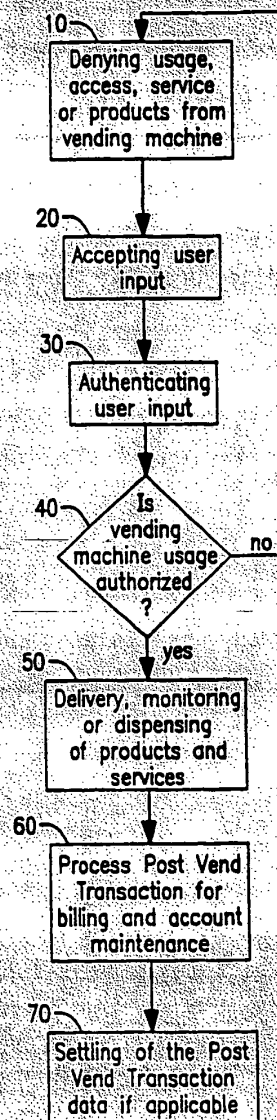 10
Denying usage,
access, service
or products from
vending machine
20
Accepting user
input
30
Authenticating
user input
40
Is
vending
machine usage
authorized
?
no
yes
50
Delivery, monitoring
or dispensing
of products and
services
60
Process Post Vend
Transaction for
billing and account
maintenance
70
Settling of the Post
Vend Transaction
data if applicable